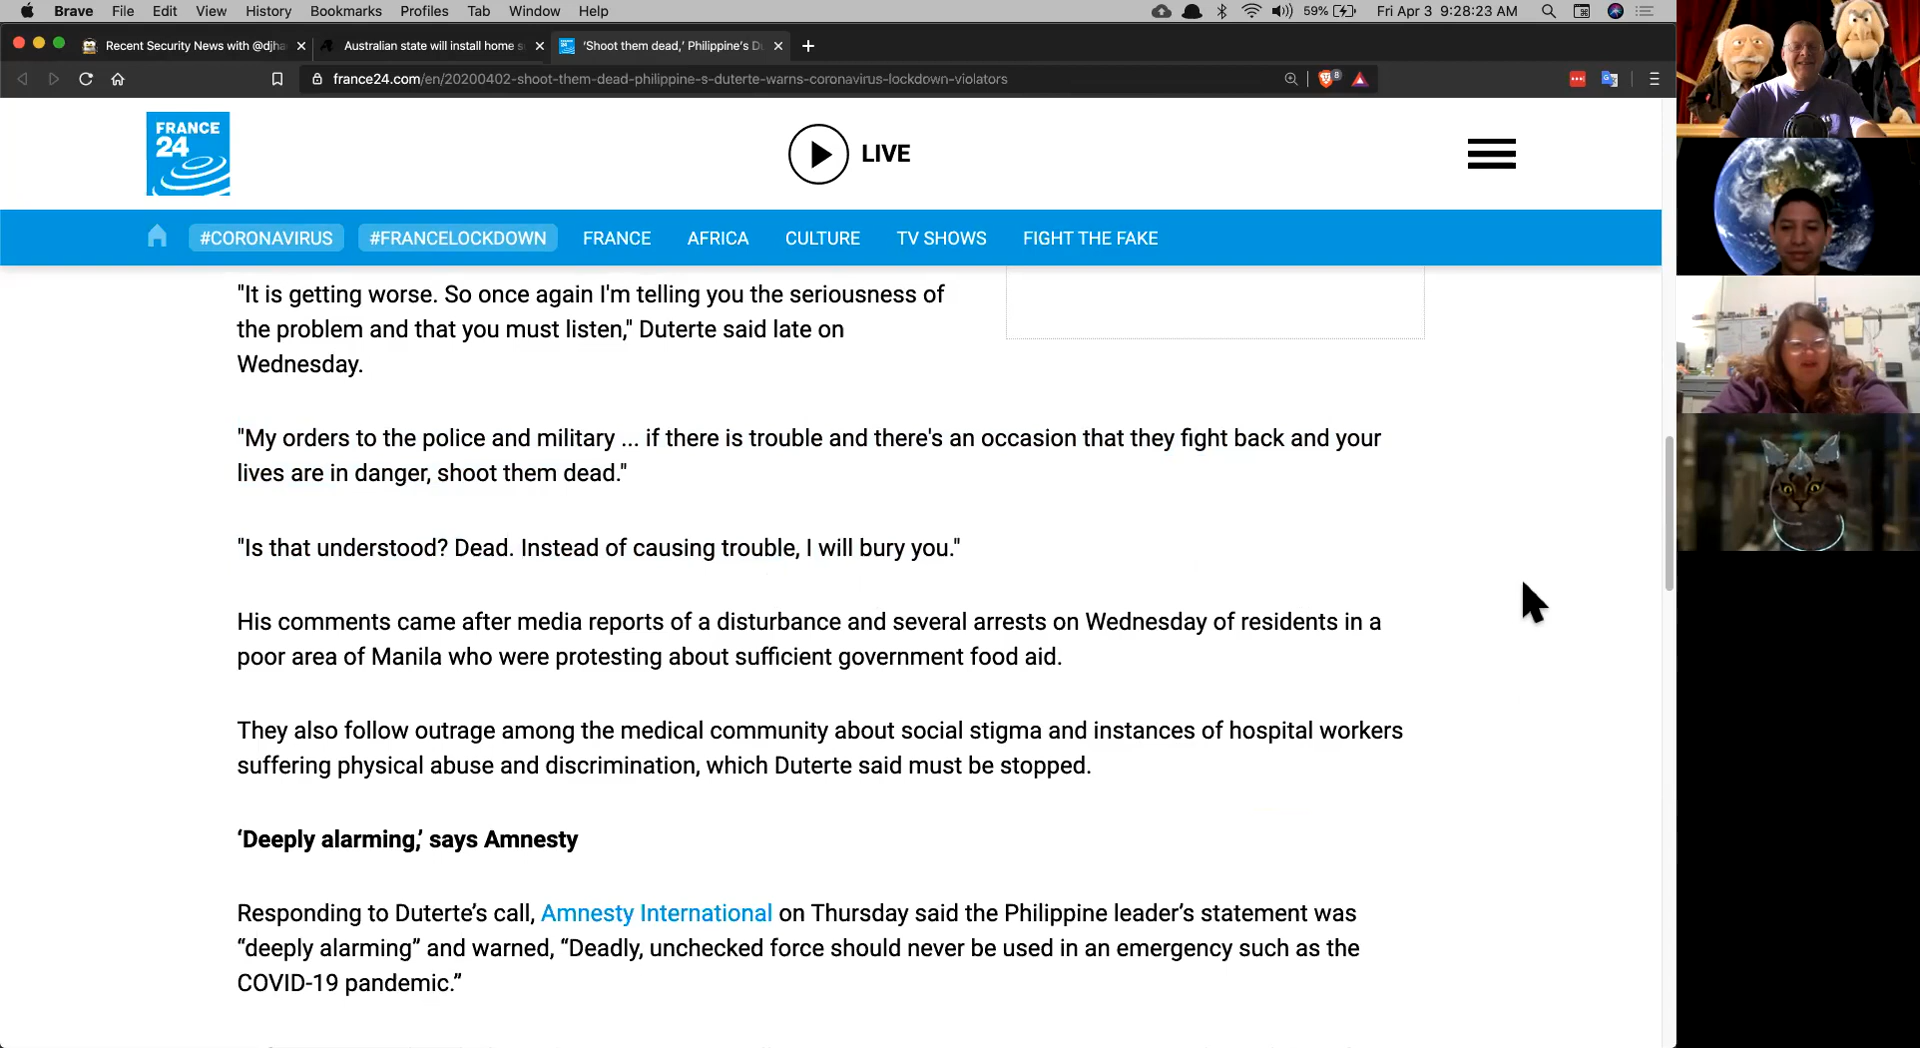 Brave File Edit View History Bookmarks Profiles Tab Window Help 59% Fri Apr 3 9:28:23 AM
Recent Security News with @djha Australian state will install home s 'Shoot them dead,' Philippine's D
france24.com/en/20200402-shoot-them-dead-philippine-s-duterte-warns-coronavirus-lockdown-violators 8
FRANCE
24
LIVE
#CORONAVIRUS #FRANCELOCKDOWN FRANCE AFRICA CULTURE TV SHOWS FIGHT THE FAKE
"It is getting worse. So once again I'm telling you the seriousness of
the problem and that you must listen," Duterte said late on
Wednesday.
"My orders to the police and military ... if there is trouble and there's an occasion that they fight back and your
lives are in danger, shoot them dead."
"Is that understood? Dead. Instead of causing trouble, I will bury you."
His comments came after media reports of a disturbance and several arrests on Wednesday of residents in a
poor area of Manila who were protesting about sufficient government food aid.
They also follow outrage among the medical community about social stigma and instances of hospital workers
suffering physical abuse and discrimination, which Duterte said must be stopped.
‘Deeply alarming,’ says Amnesty
Responding to Duterte’s call, Amnesty International on Thursday said the Philippine leader’s statement was
“deeply alarming” and warned, “Deadly, unchecked force should never be used in an emergency such as the
COVID-19 pandemic.”